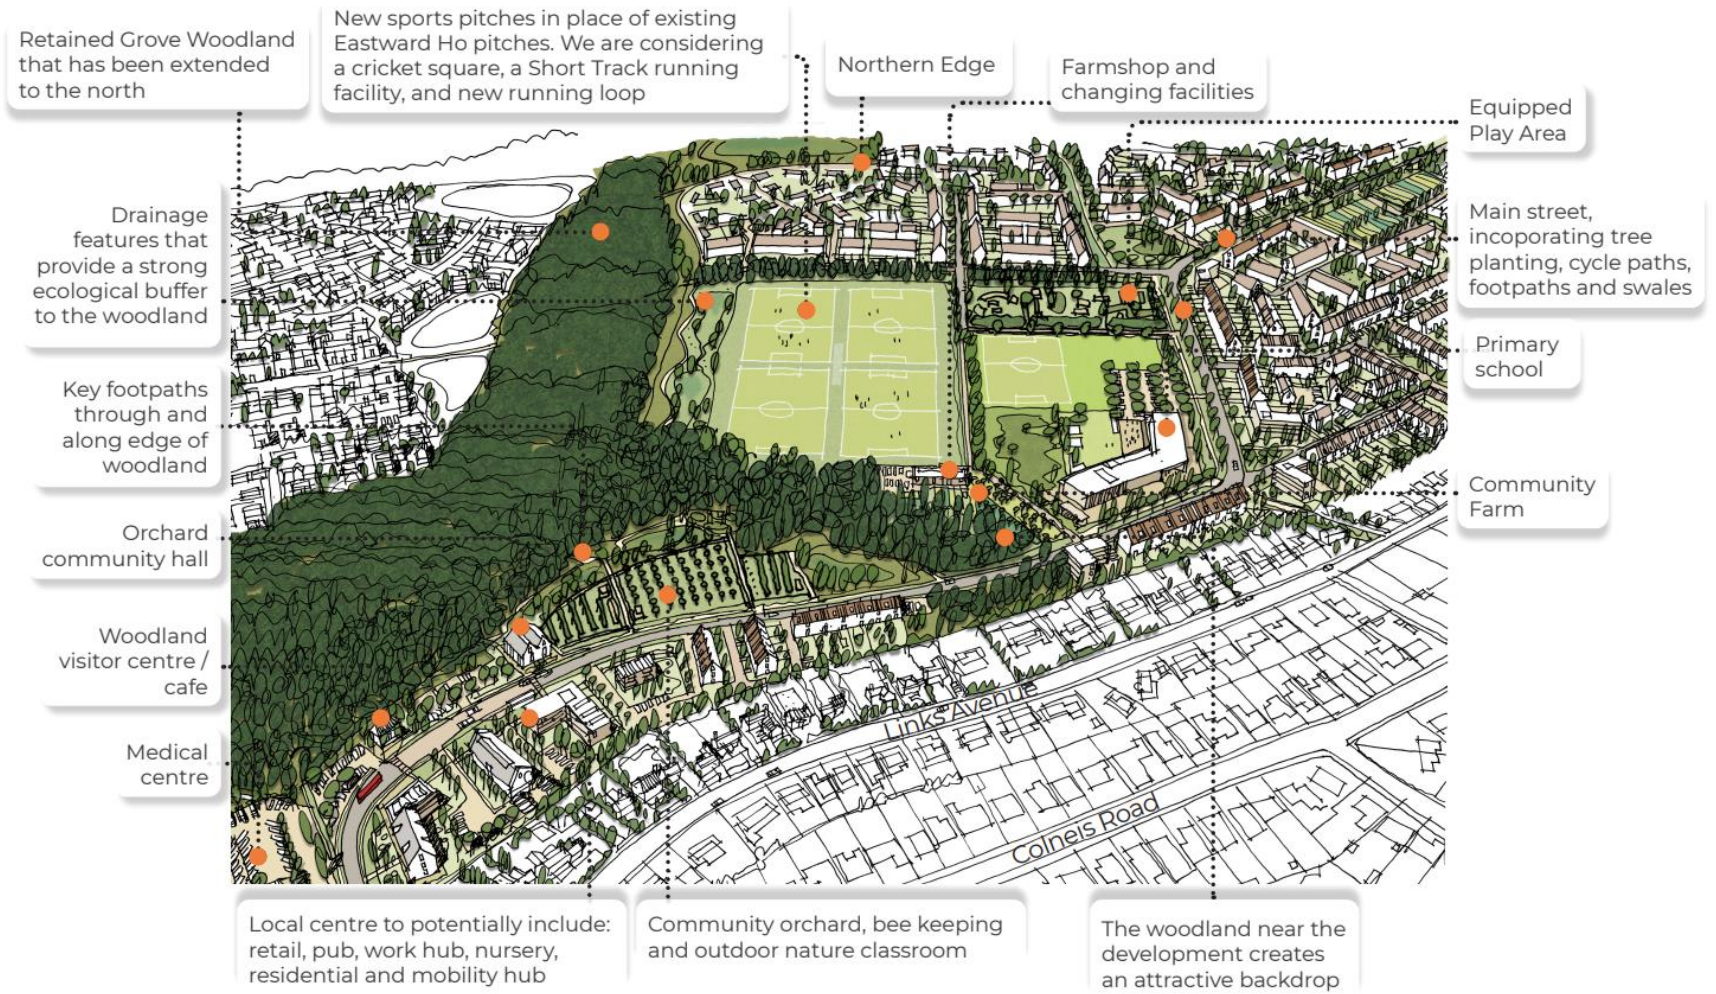 Retained Grove Woodland
that has been extended
to the north
New sports pitches in place of existing
Eastward Ho pitches. We are considering
a cricket square, a Short Track running
facility, and new running loop
Northern Edge
Farmshop and
changing facilities
Equipped
Play Area
Drainage
features that
provide a strong
ecological buffer
to the woodland
Main street,
incoporating tree
planting, cycle paths,
footpaths and swales
Primary
school
Key footpaths
through and
along edge of
woodland
Community
Farm
Orchard
community hall
Woodland
visitor centre /
cafe
Medical
centre
Links Avenue
Colneis Road
Local centre to potentially include:
retail, pub, work hub, nursery,
residential and mobility hub
Community orchard, bee keeping
and outdoor nature classroom
The woodland near the
development creates
an attractive backdrop